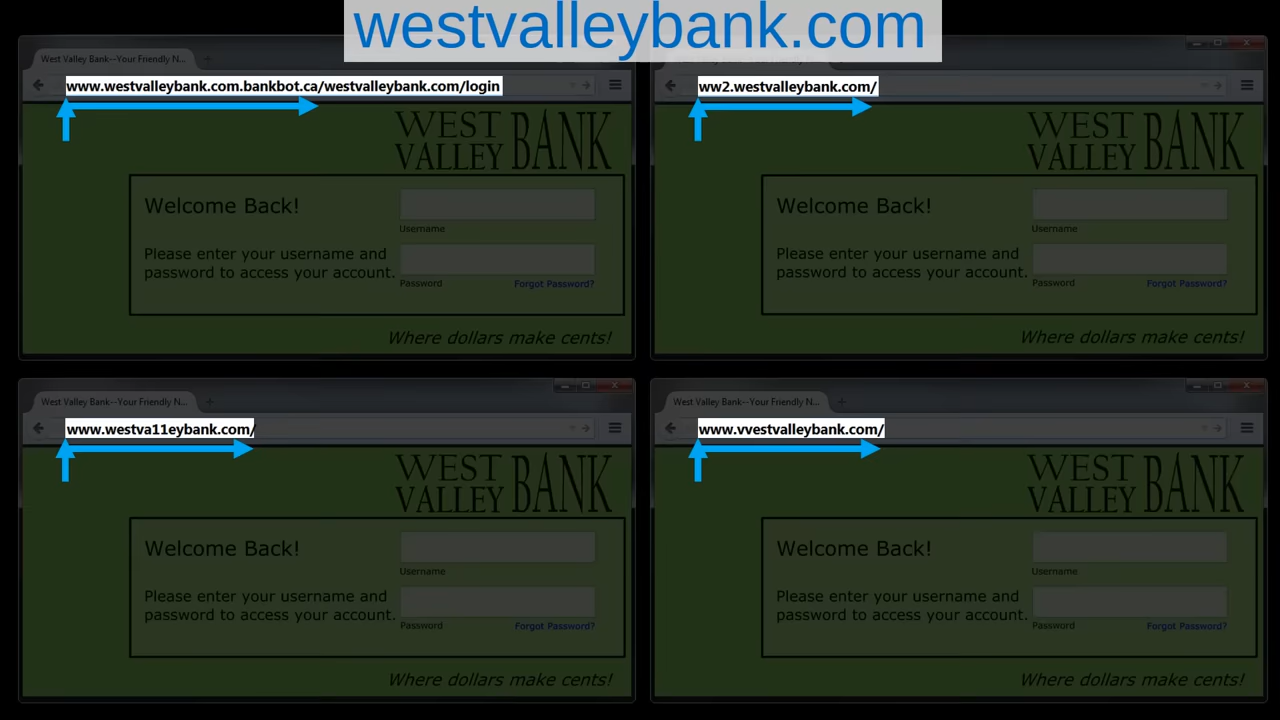 westvalleybank.com
West Valley Bank--Your Friendly N...
www.westvalleybank.com.bankbot.ca/westvalleybank.com/login
WEST
VALLEY BANK
Welcome Back!
Username
Please enter your username and
password to access your account.
Password Forgot Password?
Where dollars make cents!
ww2.westvalleybank.com/
WEST
VALLEY BANK
Welcome Back!
Username
Please enter your username and
password to access your account.
Password Forgot Password?
Where dollars make cents!
West Valley Bank--Your Friendly N...
www.westva11eybank.com/
WEST
VALLEY BANK
Welcome Back!
Username
Please enter your username and
password to access your account.
Password Forgot Password?
Where dollars make cents!
West Valley Bank--Your Friendly N...
www.vvestvalleybank.com/
WEST
VALLEY BANK
Welcome Back!
Username
Please enter your username and
password to access your account.
Password Forgot Password?
Where dollars make cents!